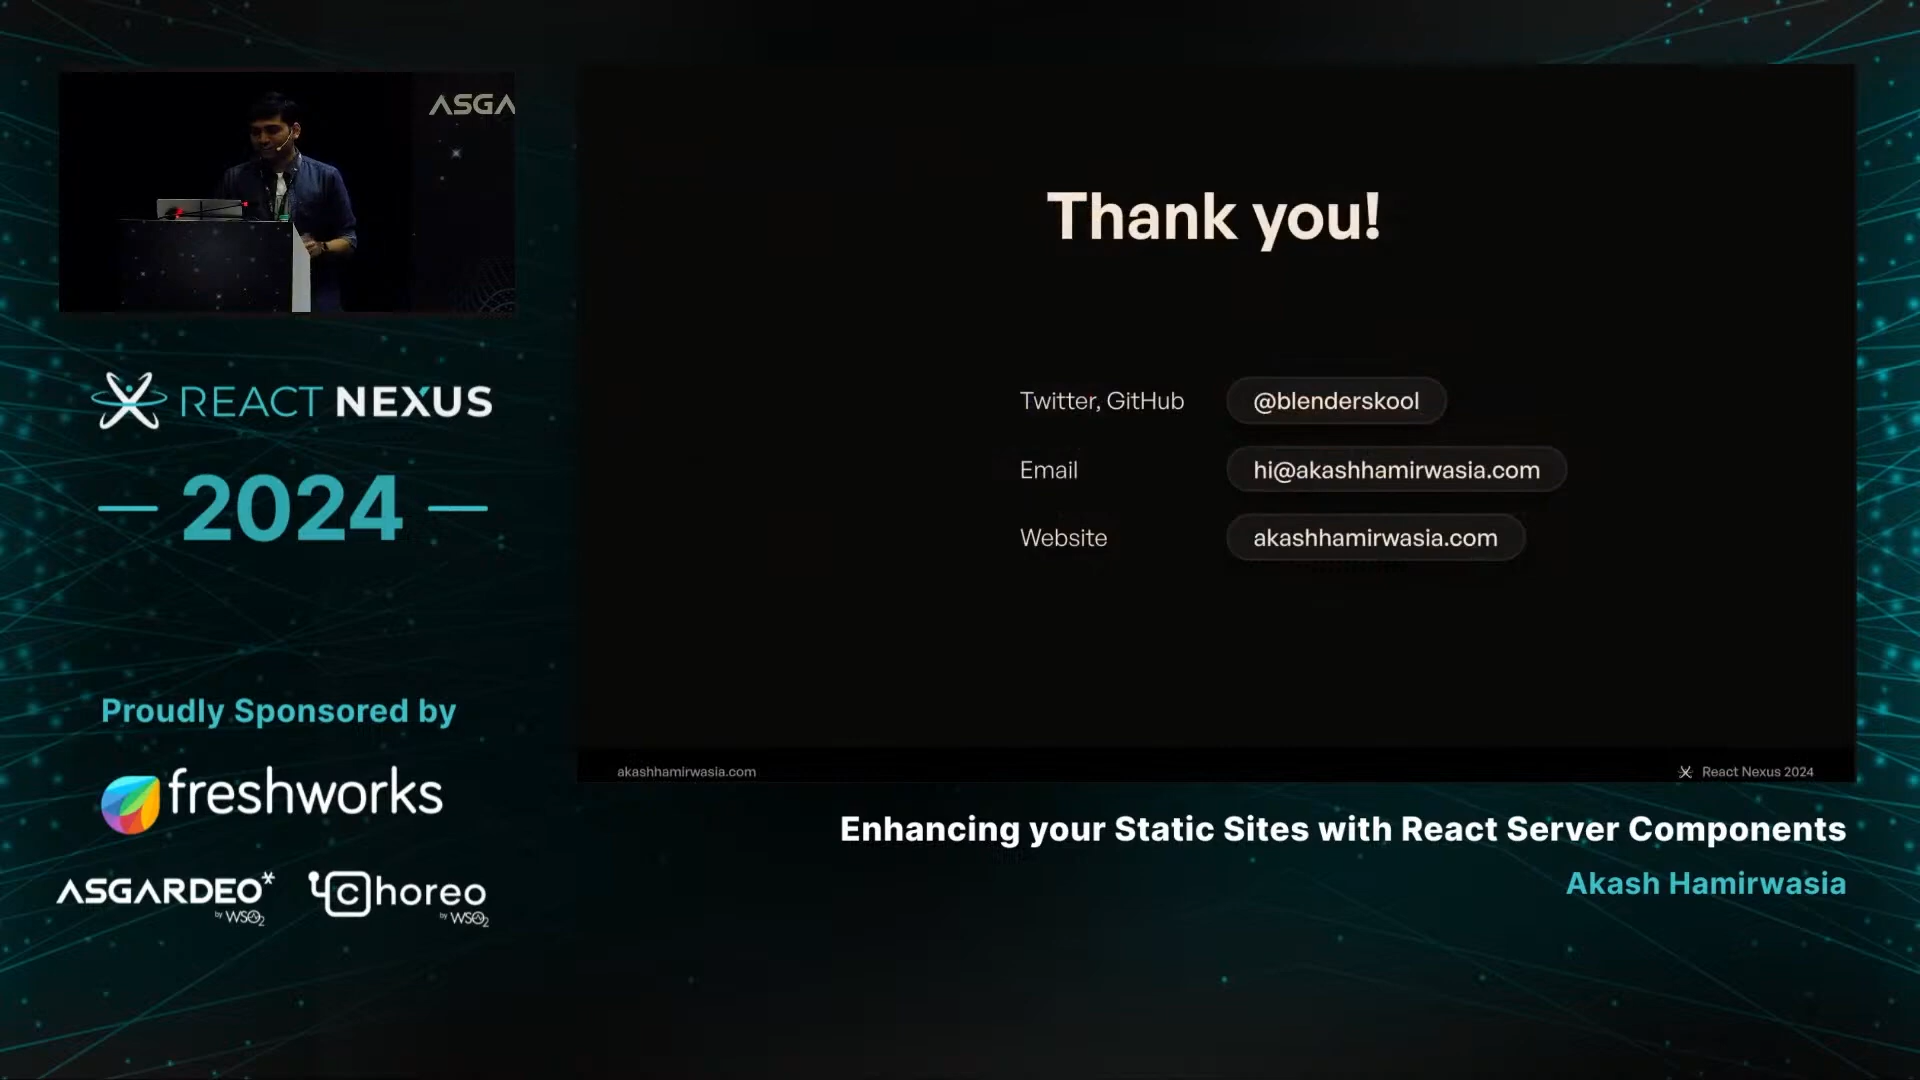 ASGA
REACT NEXUS
2024
Proudly Sponsored by
freshworks
ASGARDEO
by WSO2
choreo
by WSO2
Thank you!
Twitter, GitHub @blenderskool
Email hi@akashhamirwasia.com
Website akashhamirwasia.com
akashhamirwasia.com
React Nexus 2024
Enhancing your Static Sites with React Server Components
Akash Hamirwasia